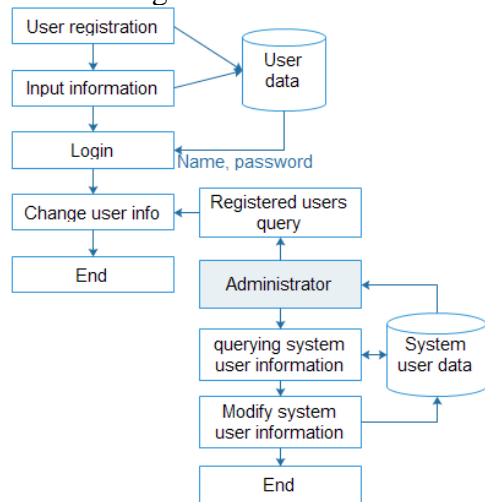 User registration
User
data
Input information
Login
Name, password
Change user info
Registered users
query
End
Administrator
querying system
user information
System
user data
Modify system
user information
End